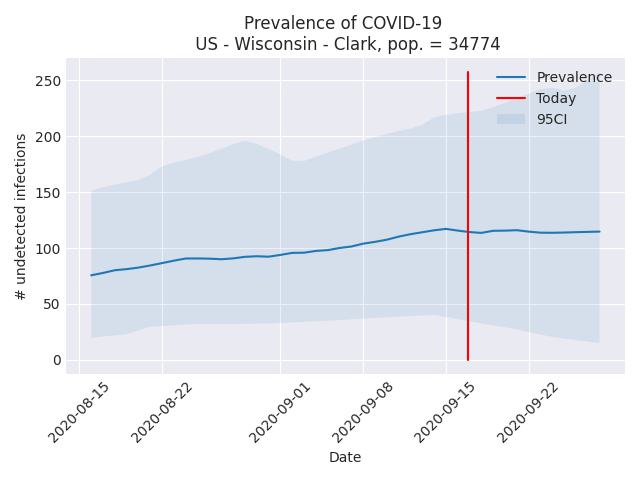 Prevalence of COVID-19
US - Wisconsin - Clark, pop. = 34774
Prevalence
Today
95CI
# undetected infections
250
200
150
100
50
0
2020-08-15
2020-08-22
2020-09-01
2020-09-08
2020-09-15
2020-09-22
Date